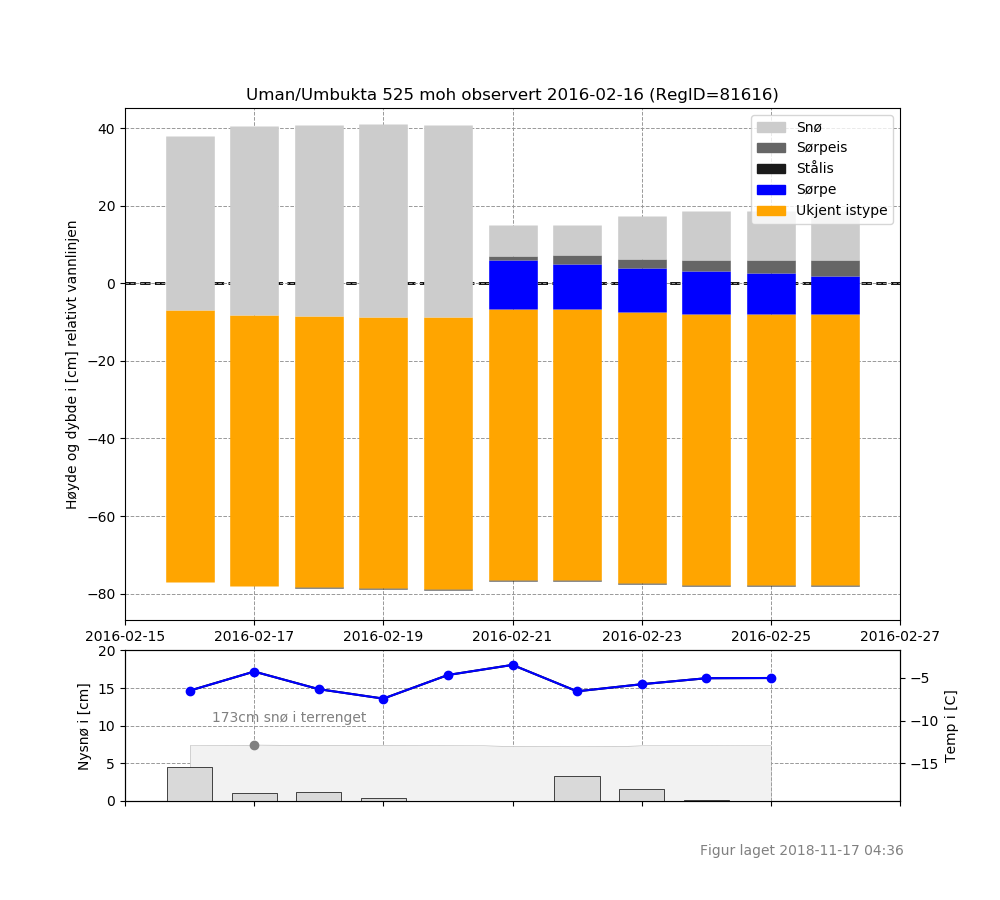 Uman/Umbukta 525 moh observert 2016-02-16 (RegID=81616)
Høyde og dybde i [cm] relativt vannlinjen
40
20
0
−20
−40
−60
−80
Snø
Sørpeis
Stålis
Sørpe
Ukjent istype
2016-02-15
2016-02-17
2016-02-19
2016-02-21
2016-02-23
2016-02-25
2016-02-27
Nysnø i [cm]
20
15
10
5
0
173cm snø i terrenget
−5
−10
−15
Temp i [C]
Figur laget 2018-11-17 04:36